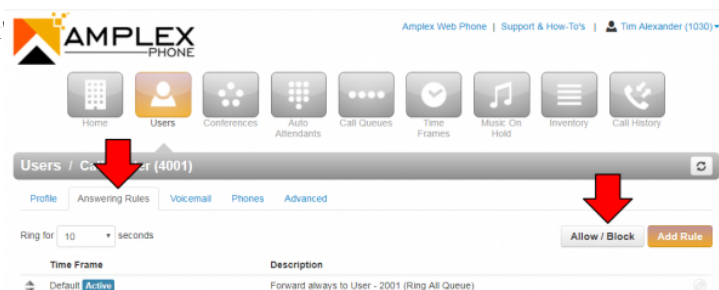 AMPLEX
PHONE
Amplex Web Phone | Support & How-To's | Tim Alexander (1030)
Home
Users
Conferences
Auto Attendants
Call Queues
Time Frames
Music On Hold
Inventory
Call History
Users / (4001)
Profile
Answering Rules
Voicemail
Phones
Advanced
Ring for 10 seconds
Allow / Block
Add Rule
Time Frame
Description
Default Active
Forward always to User - 2001 (Ring All Queue)